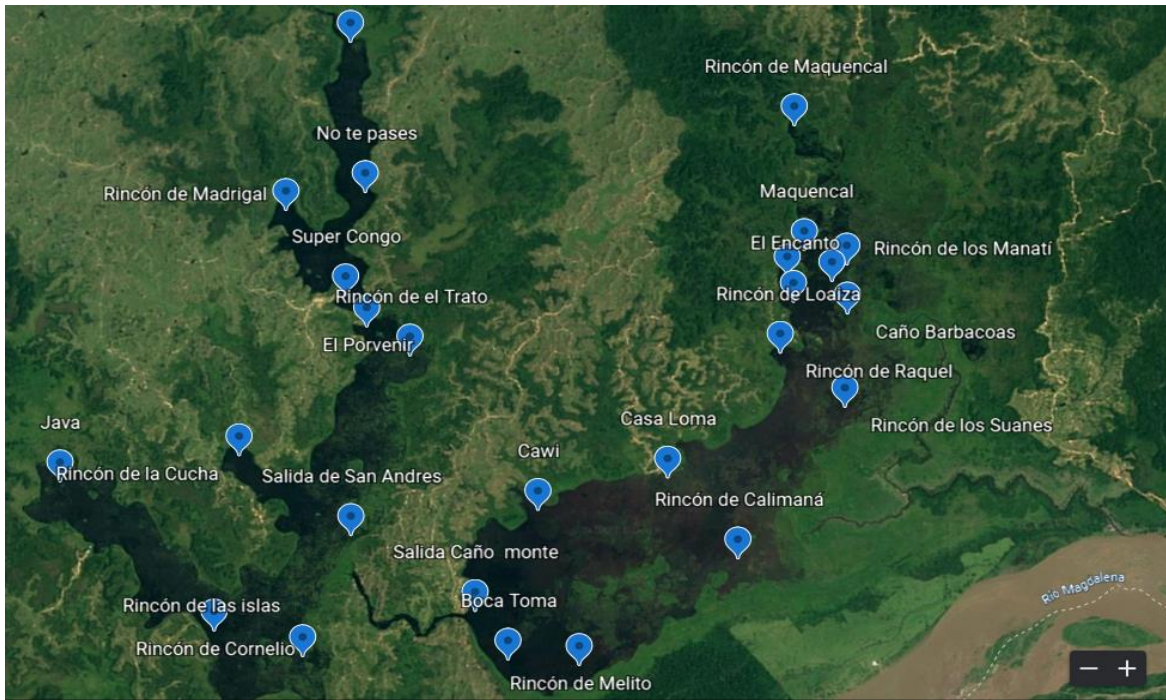 Rincón de Maquencal
No te pases
Rincón de Madrigal
Maquencal
Super Congo
El Encanto
Rincón de los Manatí
Rincón de el Trato
Rincón de Loaiza
El Porvenir
Caño Barbacoas
Rincón de Raquel
Java
Casa Loma
Rincón de los Suanes
Cawi
Rincón de la Cucha
Salida de San Andres
Rincón de Calimaná
Salida Caño monte
Río Magdalena
Rincón de las islas
Boca Toma
Rincón de Cornelio
Rincón de Melito